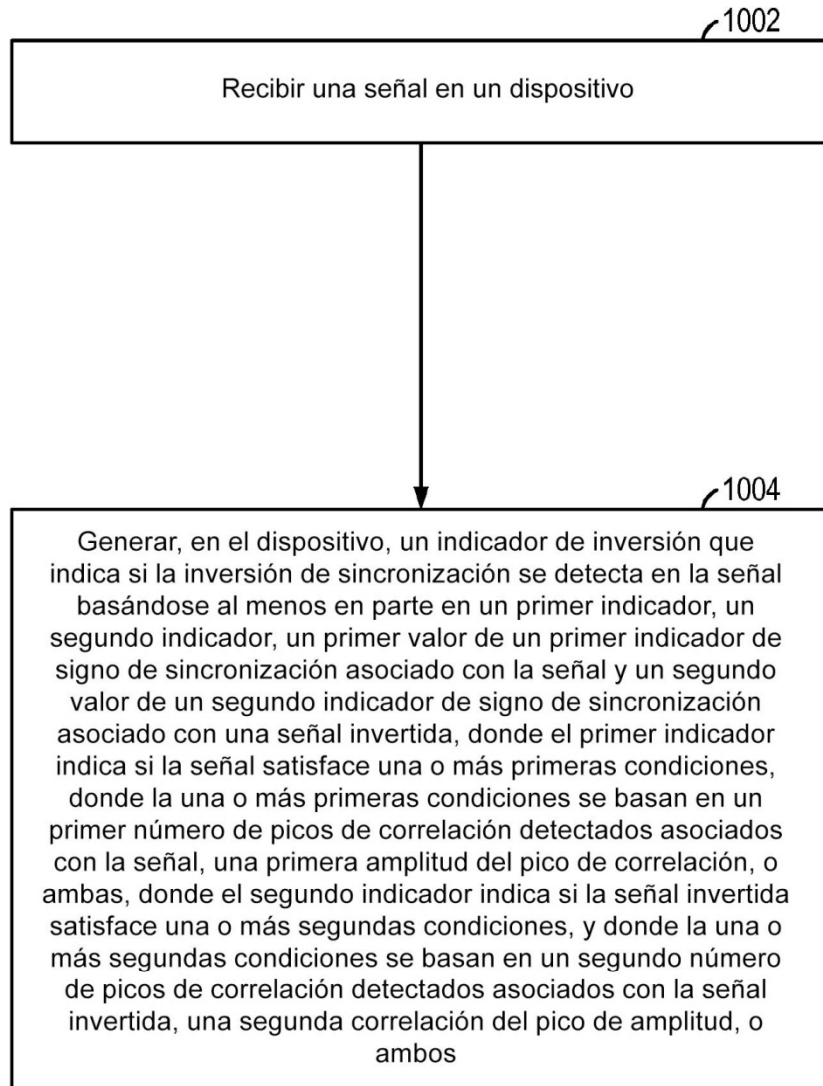 1002
Recibir una señal en un dispositivo
1004
Generar, en el dispositivo, un indicador de inversión que
indica si la inversión de sincronización se detecta en la señal
basándose al menos en parte en un primer indicador, un
segundo indicador, un primer valor de un primer indicador de
signo de sincronización asociado con la señal y un segundo
valor de un segundo indicador de signo de sincronización
asociado con una señal invertida, donde el primer indicador
indica si la señal satisface una o más primeras condiciones,
donde la una o más primeras condiciones se basan en un
primer número de picos de correlación detectados asociados
con la señal, una primera amplitud del pico de correlación, o
ambas, donde el segundo indicador indica si la señal invertida
satisface una o más segundas condiciones, y donde la una o
más segundas condiciones se basan en un segundo número
de picos de correlación detectados asociados con la señal
invertida, una segunda correlación del pico de amplitud, o
ambos